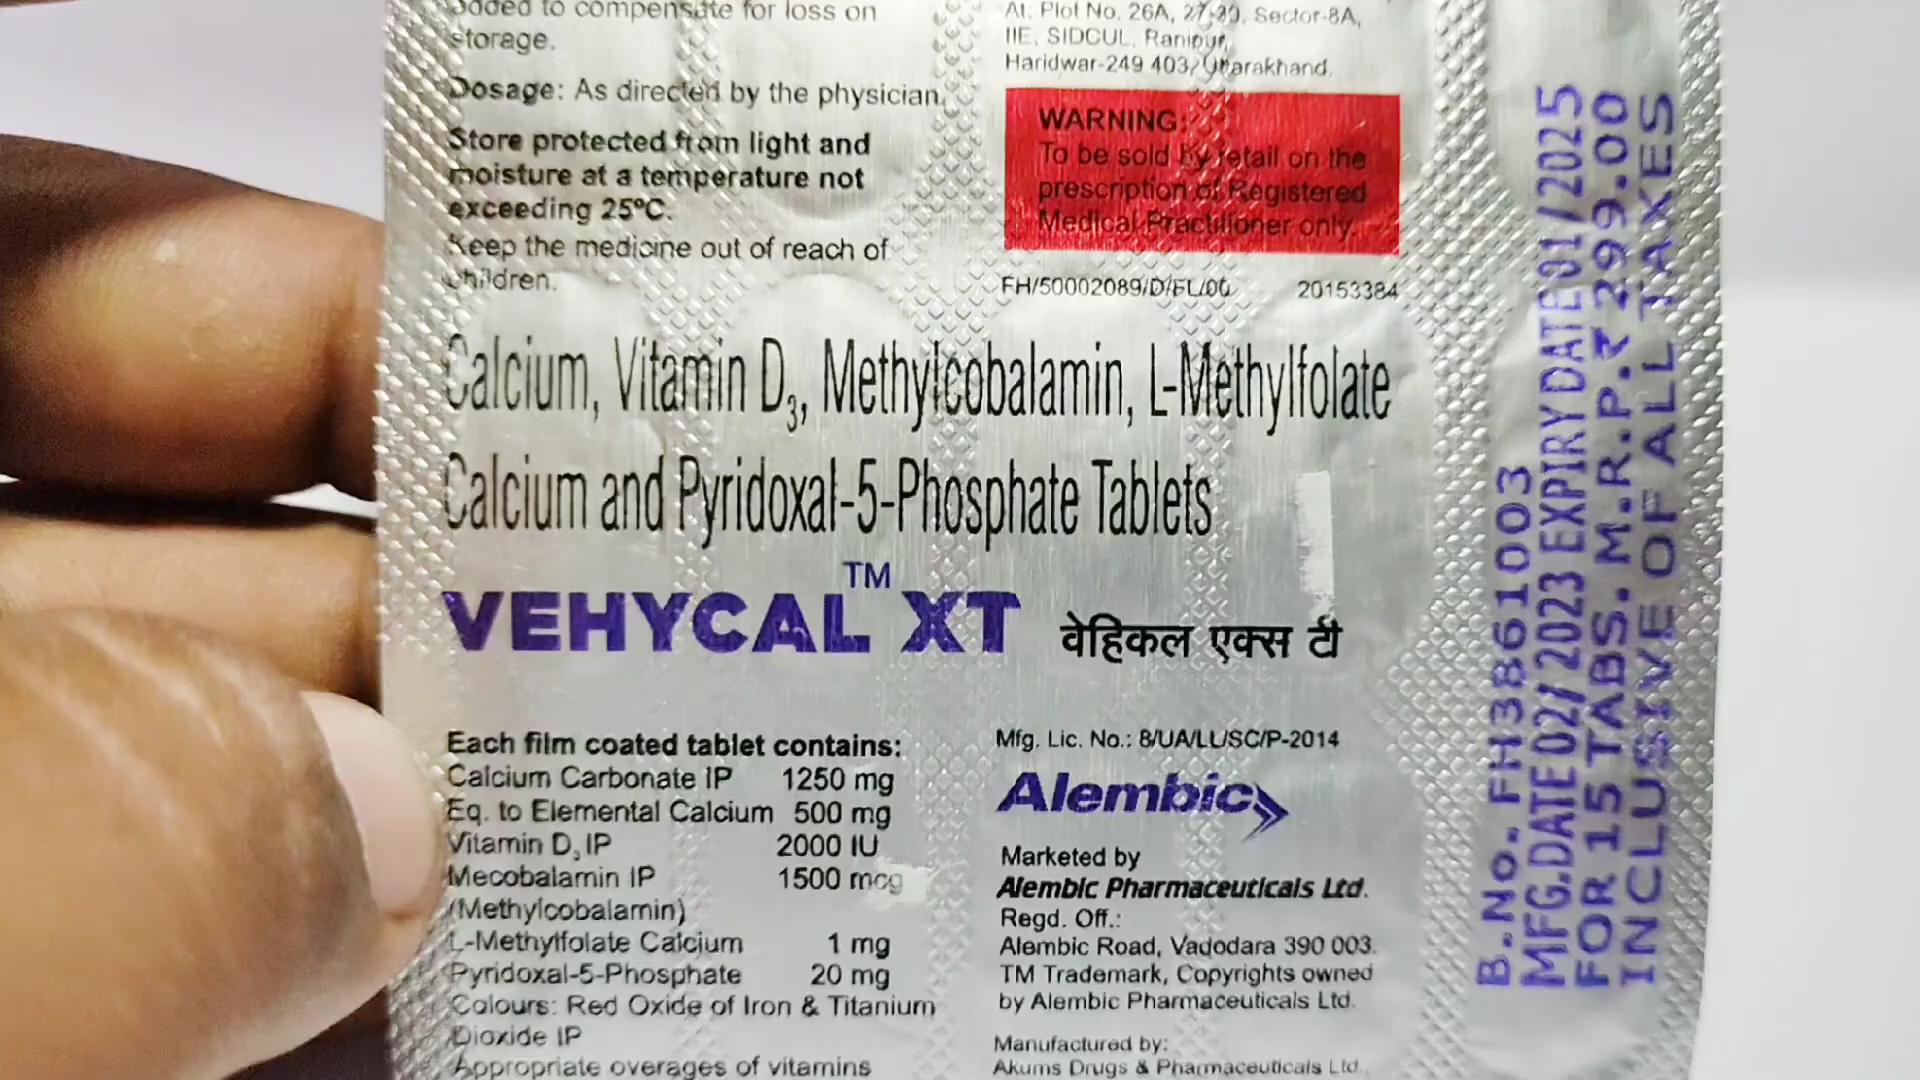 added to compensate for loss on
storage.
Dosage: As directed by the physician.
Store protected from light and
moisture at a temperature not
exceeding 25°C.
Keep the medicine out of reach of
children.
At: Plot No. 26A, 27-30, Sector-8A,
IIE, SIDCUL, Ranipur,
Haridwar-249 403, Uttarakhand.
WARNING:
To be sold by retail on the
prescription of Registered
Medical Practitioner only.
FH/50002089/D/FL/00 20153384
Calcium, Vitamin D3, Methylcobalamin, L-Methylfolate
Calcium and Pyridoxal-5-Phosphate Tablets
VEHYCAL™ XT वेहिकल एक्स टी
Each film coated tablet contains:
Calcium Carbonate IP 1250 mg
Eq. to Elemental Calcium 500 mg
Vitamin D3 IP 2000 IU
Mecobalamin IP 1500 mcg
(Methylcobalamin)
L-Methylfolate Calcium 1 mg
Pyridoxal-5-Phosphate 20 mg
Colours: Red Oxide of Iron & Titanium
Dioxide IP
Appropriate overages of vitamins
Mfg. Lic. No.: 8/UA/LL/SC/P-2014
Alembic
Marketed by
Alembic Pharmaceuticals Ltd.
Regd. Off.:
Alembic Road, Vadodara 390 003.
TM Trademark, Copyrights owned
by Alembic Pharmaceuticals Ltd.
Manufactured by:
Akums Drugs & Pharmaceuticals Ltd.,
B.No. FH3861003
MFG.DATE 02/2023 EXPIRY DATE 01/2025
FOR 15 TABS. M.R.P.₹ 299.00
INCLUSIVE OF ALL TAXES